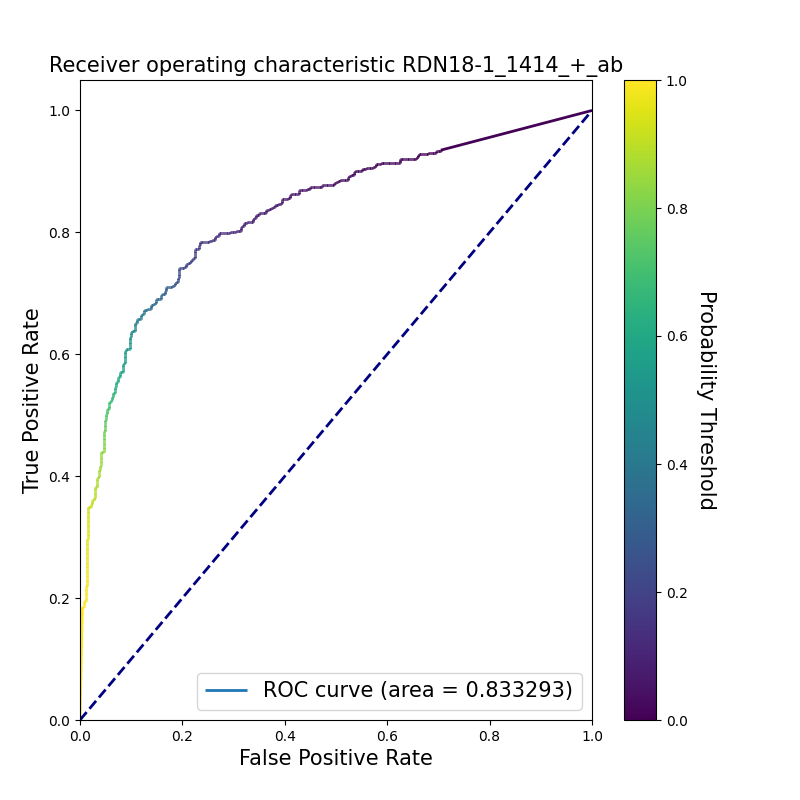 Receiver operating characteristic RDN18-1_1414_+_ab
1.0
0.8
0.6
0.4
0.2
0.0
True Positive Rate
0.0 0.2 0.4 0.6 0.8 1.0
False Positive Rate
ROC curve (area = 0.833293)
1.0
0.8
0.6
0.4
0.2
0.0
Probability Threshold